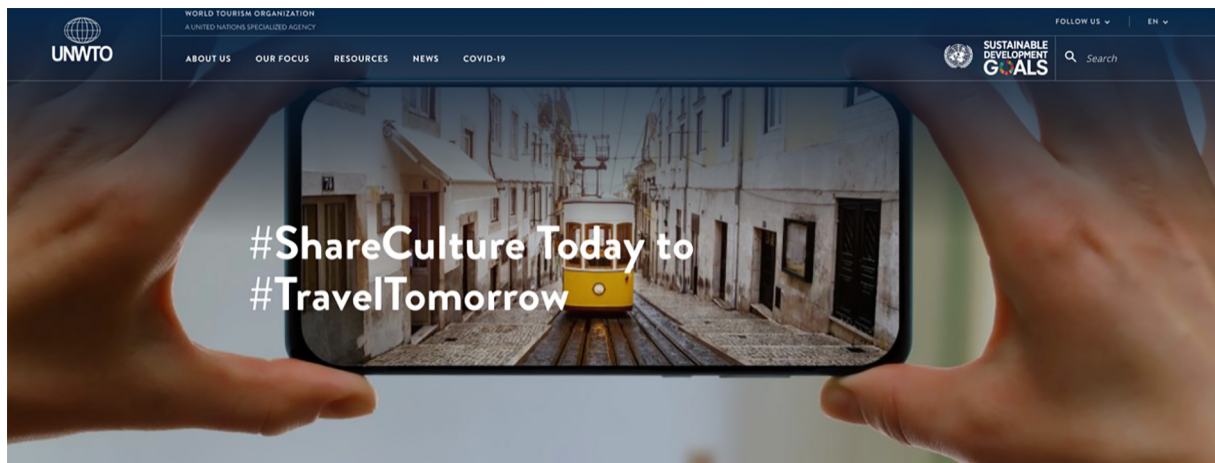 WORLD TOURISM ORGANIZATION
A UNITED NATIONS SPECIALIZED AGENCY
FOLLOW US
EN
UNWTO
ABOUT US
OUR FOCUS
RESOURCES
NEWS
COVID-19
SUSTAINABLE
DEVELOPMENT
GOALS
Search
#ShareCulture Today to
#TravelTomorrow